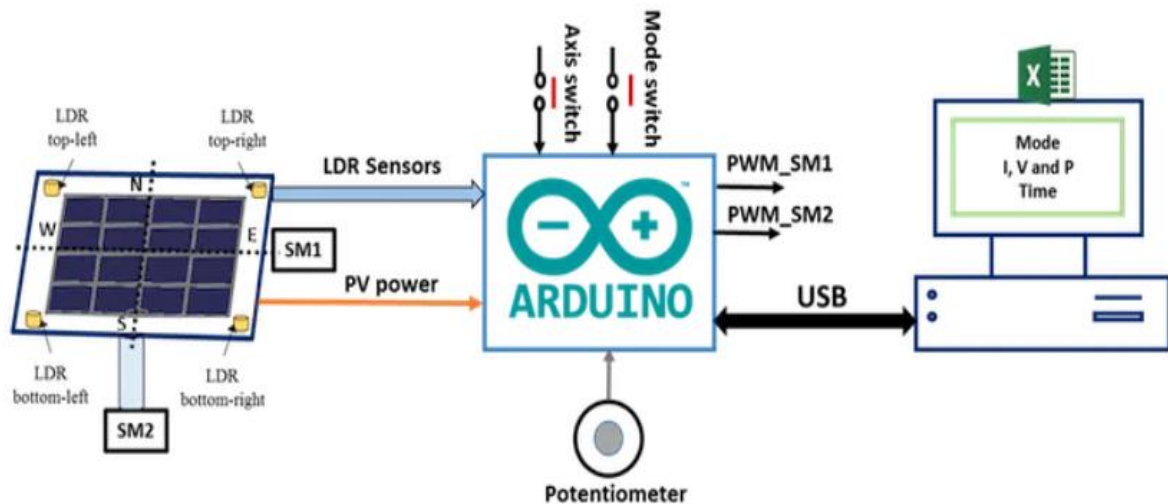 LDR
top-left
LDR
top-right
N
W
E
S
SM1
LDR
bottom-left
LDR
bottom-right
SM2
LDR Sensors
PV power
Axis switch
Mode switch
ARDUINO
TM
PWM_SM1
PWM_SM2
USB
Potentiometer
X
Mode
I, V and P
Time